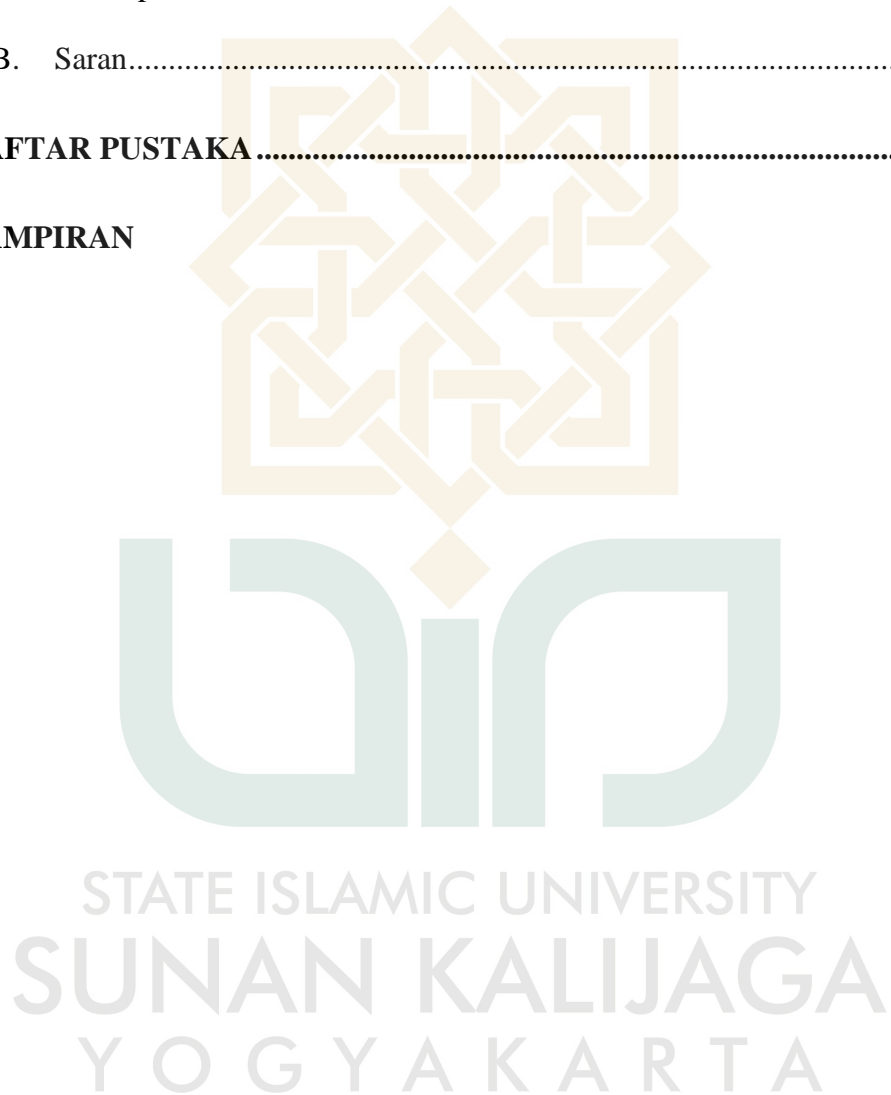 B. Saran..........................................................................................
AFTAR PUSTAKA..............................................................................
AMPIRAN
STATE ISLAMIC UNIVERSITY
SUNAN KALIJAGA
YOGYAKARTA